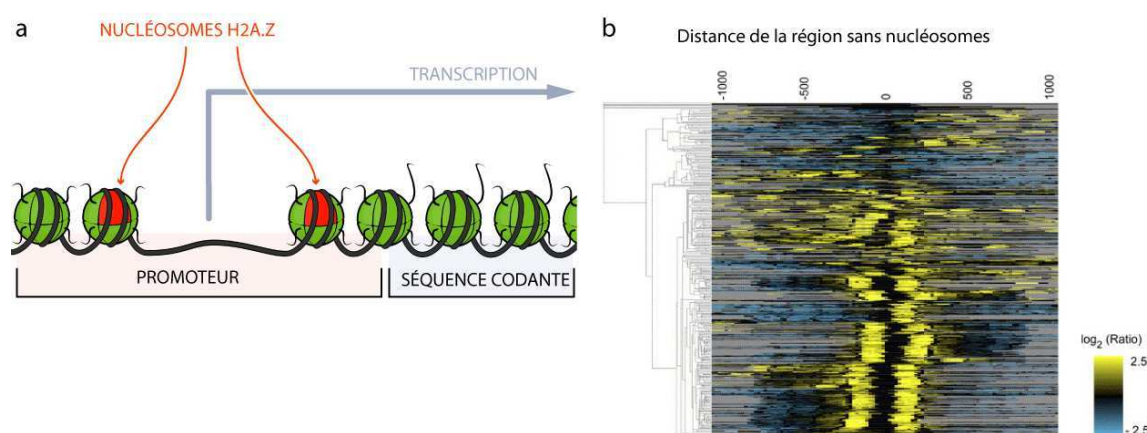 a
NUCLÉOSOMES H2A.Z
TRANSCRIPTION
PROMOTEUR
SÉQUENCE CODANTE
b
Distance de la région sans nucléosomes
-1000
-500
0
500
1000
log2 (Ratio)
2.5
- 2.5